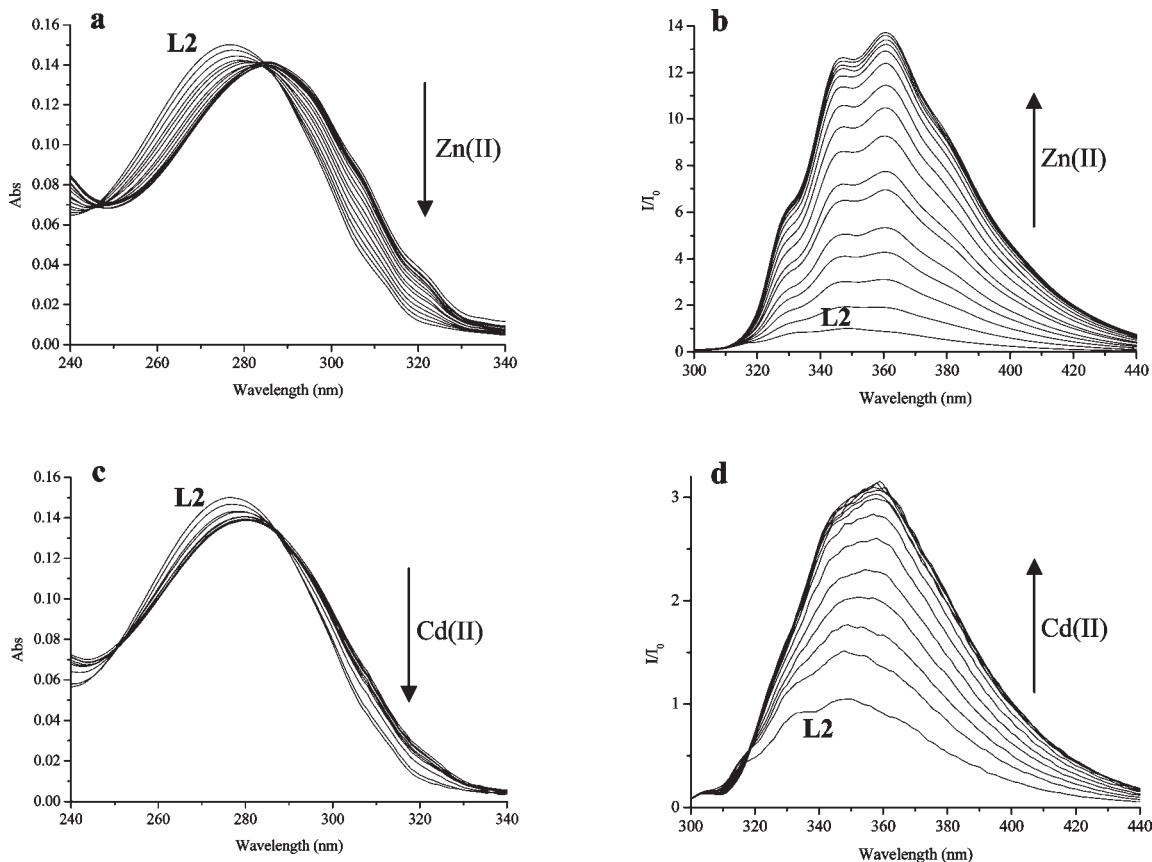 a
L2
Zn(II)
Abs
0.16
0.14
0.12
0.10
0.08
0.06
0.04
0.02
0.00
240 260 280 300 320 340
Wavelength (nm)
b
L2
Zn(II)
I/I0
14
12
10
8
6
4
2
0
300 320 340 360 380 400 420 440
Wavelength (nm)
c
L2
Cd(II)
Abs
0.16
0.14
0.12
0.10
0.08
0.06
0.04
0.02
0.00
240 260 280 300 320 340
Wavelength (nm)
d
L2
Cd(II)
I/I0
3
2
1
0
300 320 340 360 380 400 420 440
Wavelength (nm)